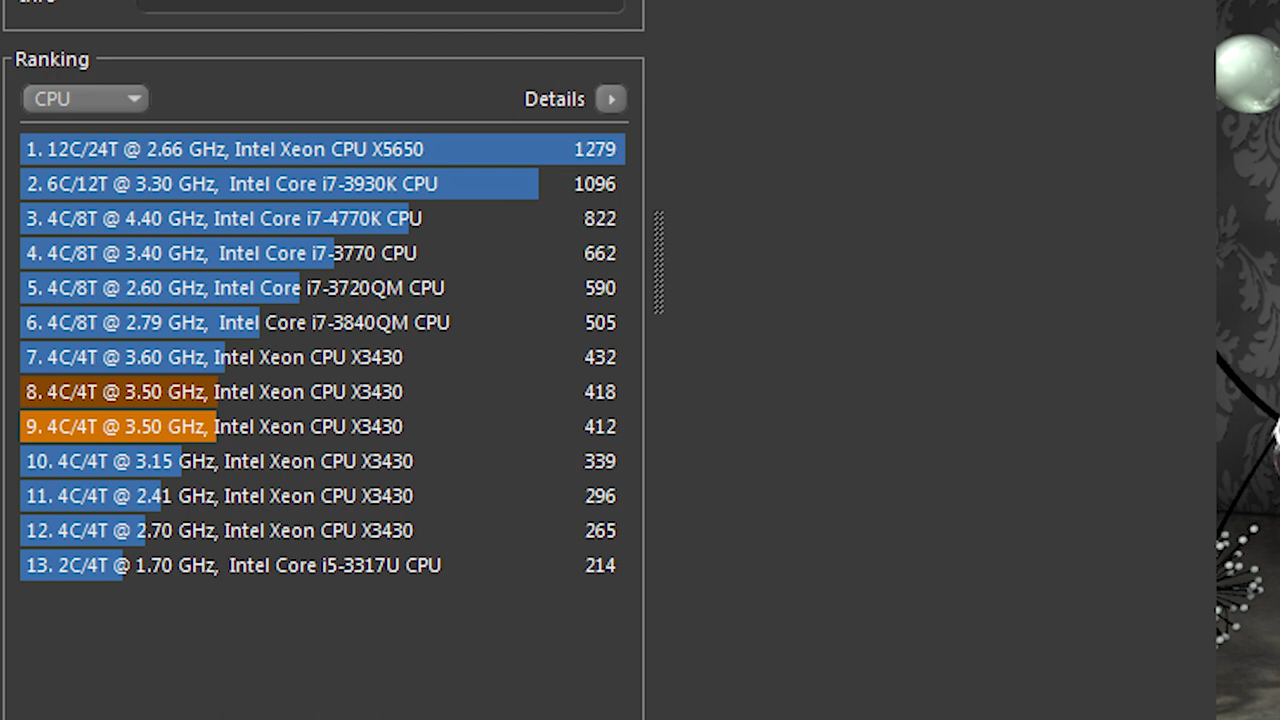 Ranking
CPU
Details
1. 12C/24T @ 2.66 GHz, Intel Xeon CPU X5650 1279
2. 6C/12T @ 3.30 GHz, Intel Core i7-3930K CPU 1096
3. 4C/8T @ 4.40 GHz, Intel Core i7-4770K CPU 822
4. 4C/8T @ 3.40 GHz, Intel Core i7-3770 CPU 662
5. 4C/8T @ 2.60 GHz, Intel Core i7-3720QM CPU 590
6. 4C/8T @ 2.79 GHz, Intel Core i7-3840QM CPU 505
7. 4C/4T @ 3.60 GHz, Intel Xeon CPU X3430 432
8. 4C/4T @ 3.50 GHz, Intel Xeon CPU X3430 418
9. 4C/4T @ 3.50 GHz, Intel Xeon CPU X3430 412
10. 4C/4T @ 3.15 GHz, Intel Xeon CPU X3430 339
11. 4C/4T @ 2.41 GHz, Intel Xeon CPU X3430 296
12. 4C/4T @ 2.70 GHz, Intel Xeon CPU X3430 265
13. 2C/4T @ 1.70 GHz, Intel Core i5-3317U CPU 214